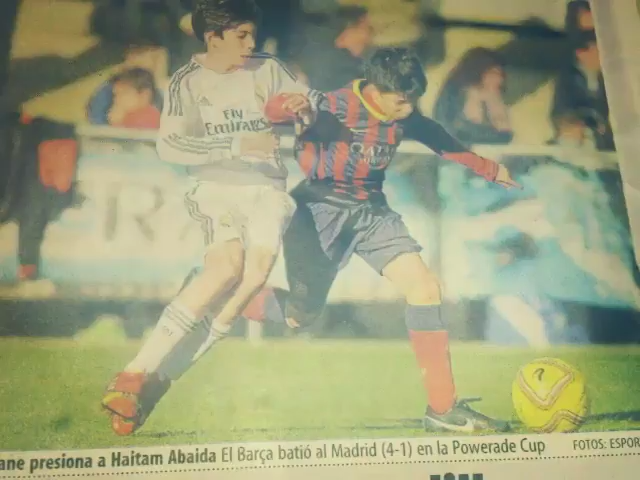 Fly
Emirates
QATAR
ane presiona a Haitam Abaida El Barça batió al Madrid (4-1) en la Powerade Cup
FOTOS: ESPOR